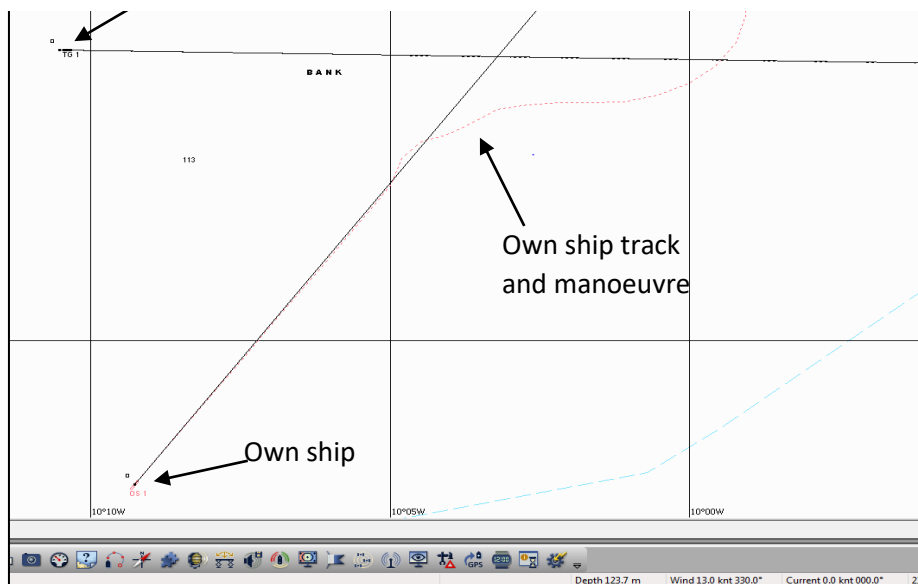 TG 1
BANK
113
Own ship track
and manoeuvre
Own ship
OS 1
10°10W
10°05W
10°00W
GPS
Depth 123.7 m
Wind 13.0 knt 330.0°
Current 0.0 knt 000.0°